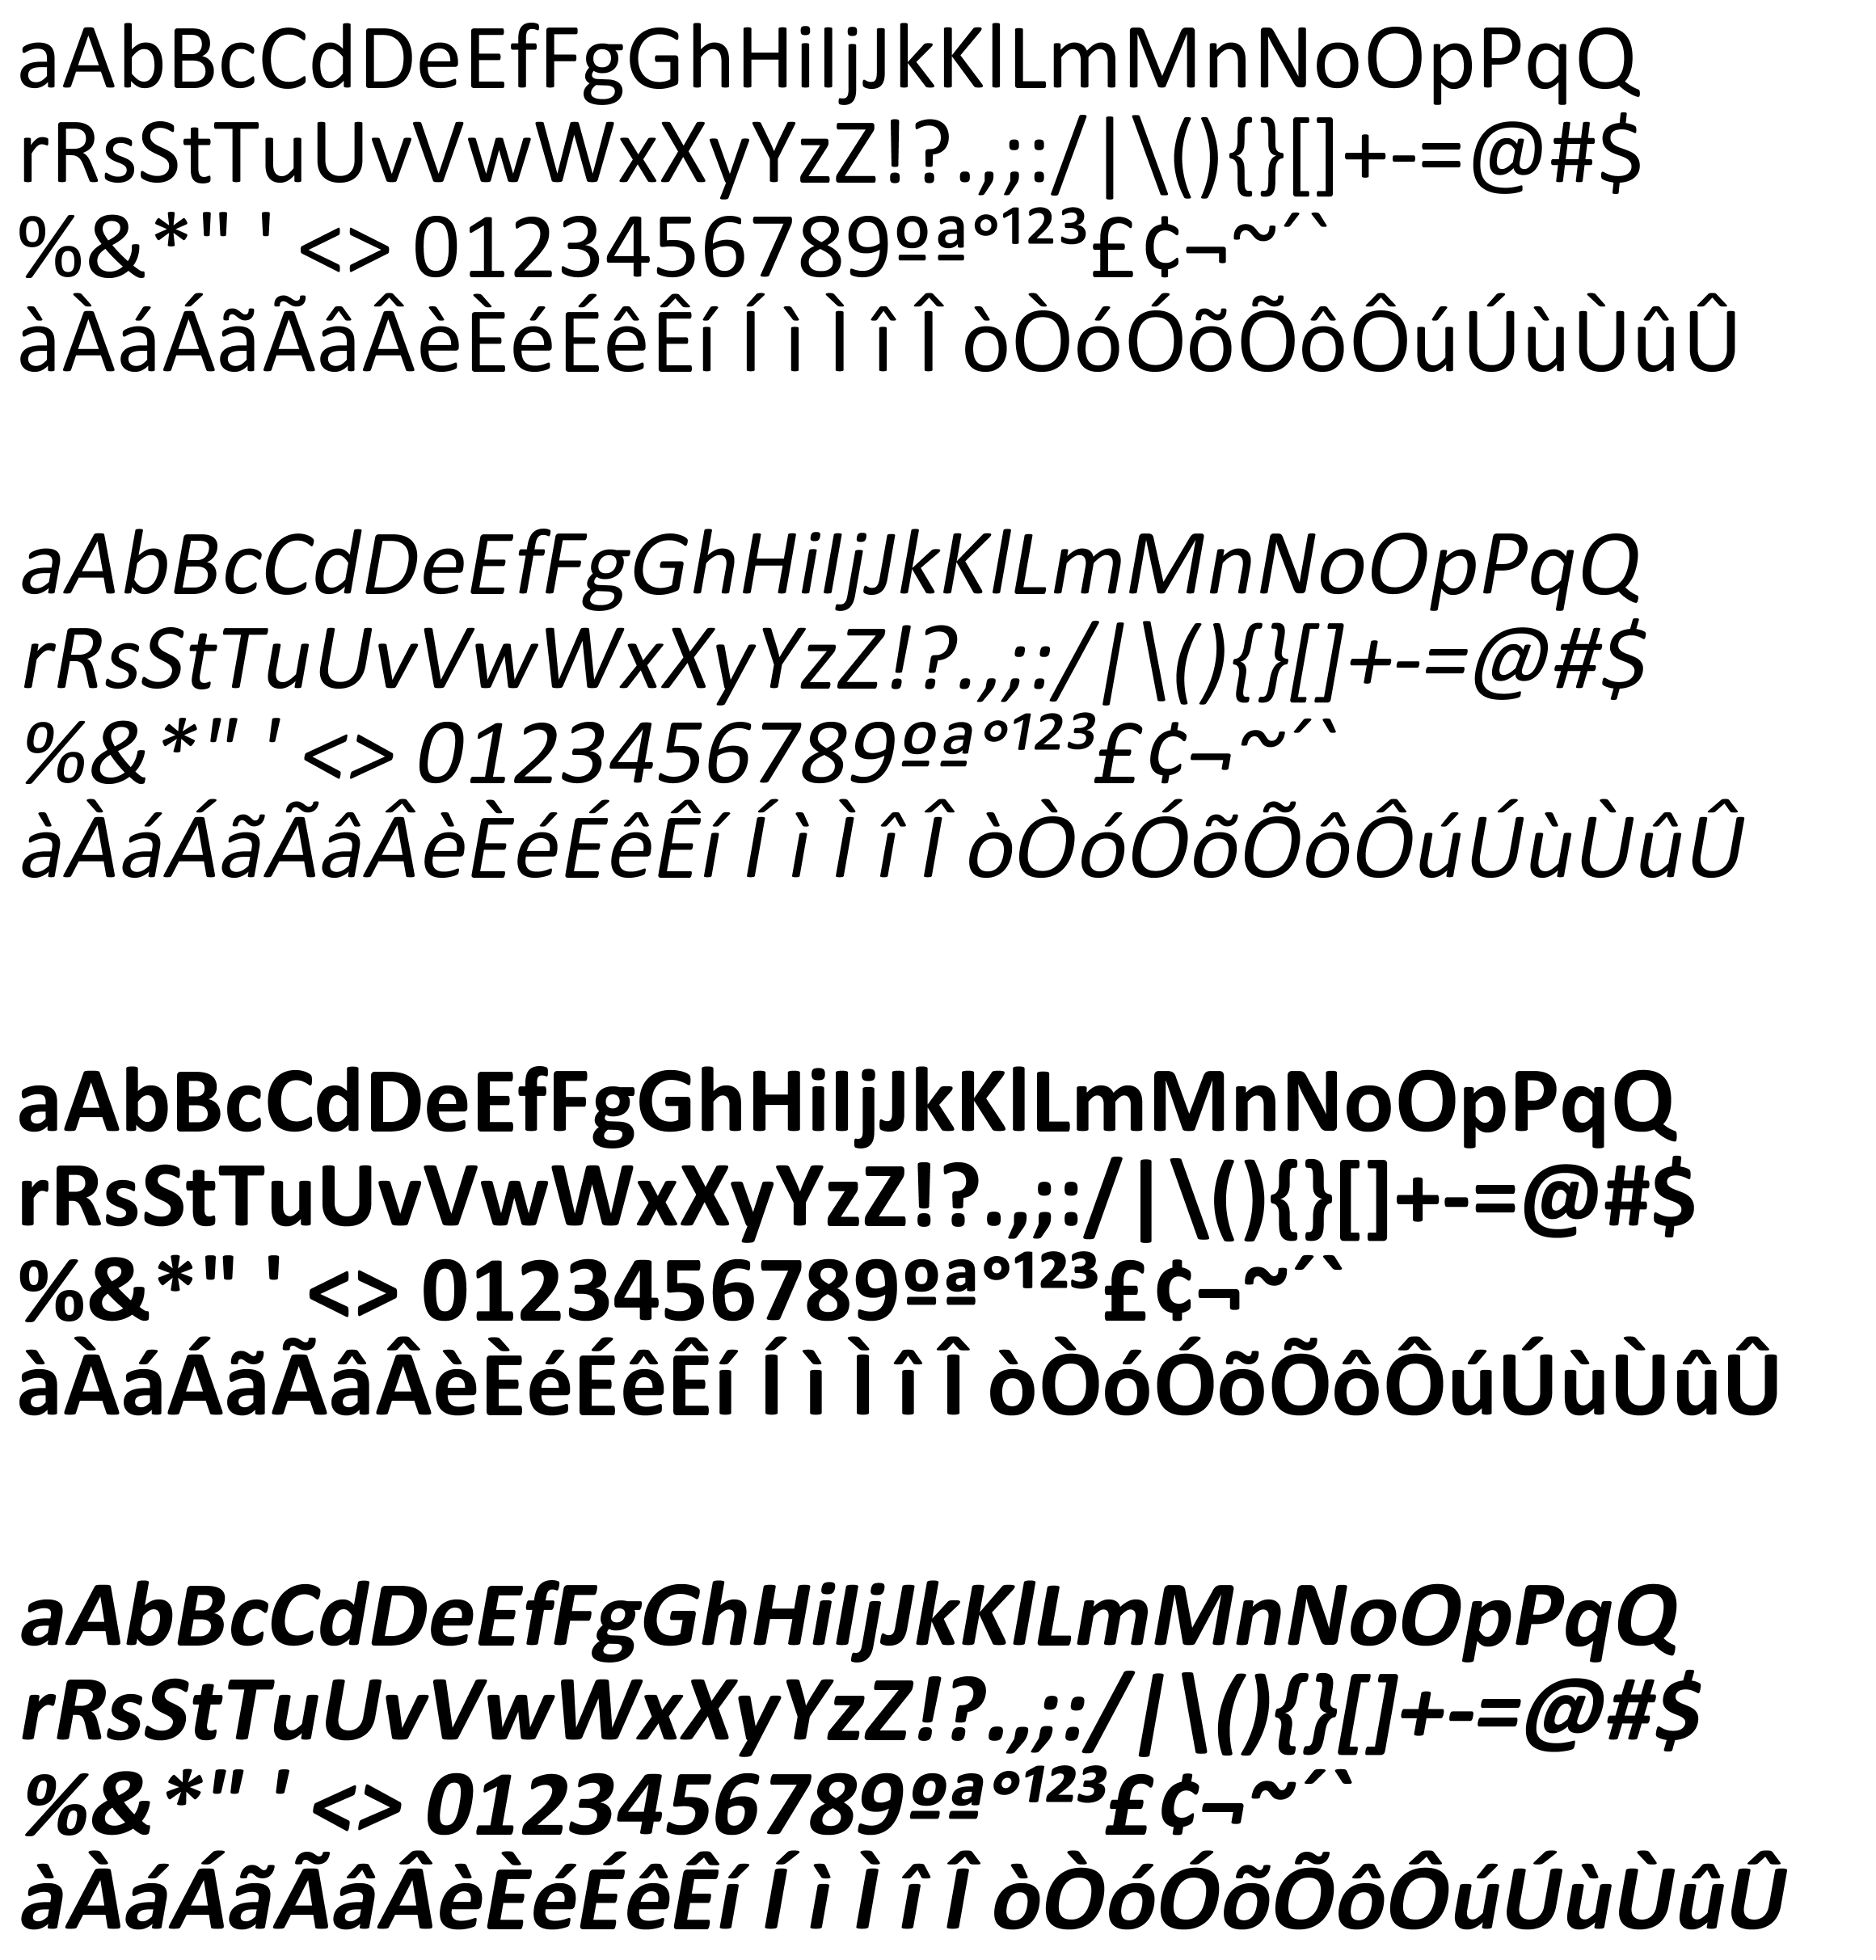 aAbBcCdDeEfFgGhHiIjJkKlLmMnNoOpPqQ
rRsStTuUvVwWxXyYzZ!?.,;:/|\(){}[]+-=@#$
%&*"" ' <> 0123456789ºª°¹²³£¢¬~´`
àÀáÁãÃâÂèÈéÉêÊí Í ì Ì î Î òÒóÓõÕôÔúÚùÙûÛ
aAbBcCdDeEfFgGhHiIjJkKlLmMnNoOpPqQ
rRsStTuUvVwWxXyYzZ!?.,;:/|\(){}[]+-=@#$
%&*"" ' <> 0123456789ºª°¹²³£¢¬~´`
àÀáÁãÃâÂèÈéÉêÊí Í ì Ì î Î òÒóÓõÕôÔúÚùÙûÛ
aAbBcCdDeEfFgGhHiIjJkKlLmMnNoOpPqQ
rRsStTuUvVwWxXyYzZ!?.,;:/|\(){}[]+-=@#$
%&*"" ' <> 0123456789ºª°¹²³£¢¬~´`
àÀáÁãÃâÂèÈéÉêÊí Í ì Ì î Î òÒóÓõÕôÔúÚùÙûÛ
aAbBcCdDeEfFgGhHiIjJkKlLmMnNoOpPqQ
rRsStTuUvVwWxXyYzZ!?.,;:/|\(){}[]+-=@#$
%&*"" ' <> 0123456789ºª°¹²³£¢¬~´`
àÀáÁãÃâÂèÈéÉêÊí Í ì Ì î Î òÒóÓõÕôÔúÚùÙûÛ